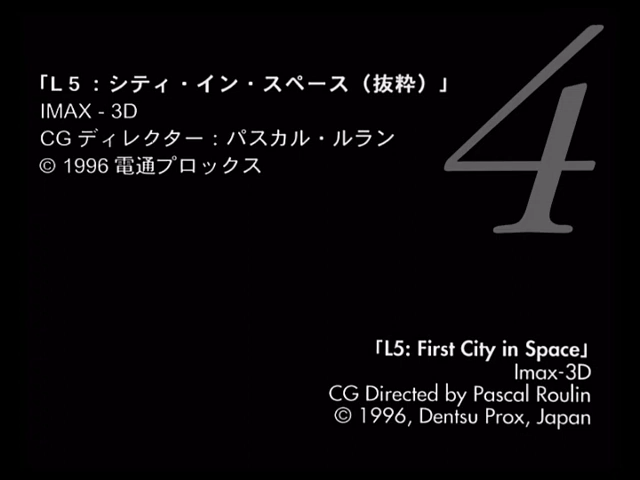 「L5：シティ・イン・スペース（抜粋）」
IMAX - 3D
CGディレクター：パスカル・ルラン
© 1996 電通プロックス
4
「L5: First City in Space」
Imax-3D
CG Directed by Pascal Roulin
© 1996, Dentsu Prox, Japan